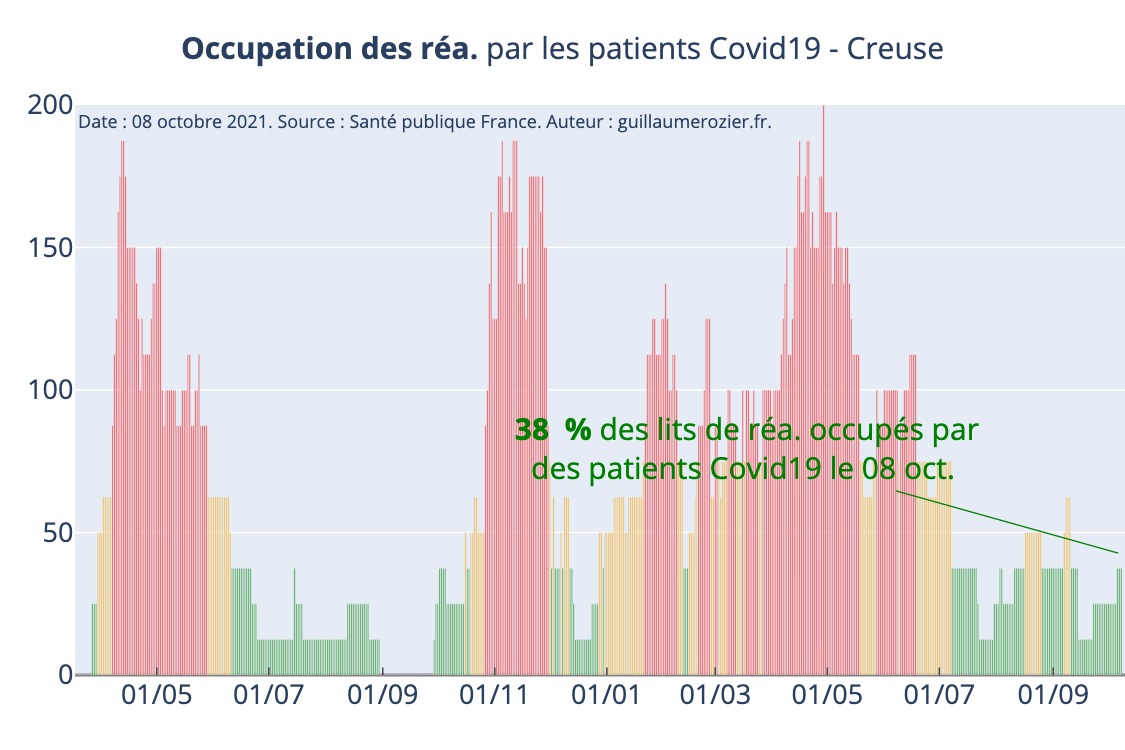 Occupation des réa. par les patients Covid19 - Creuse
200
Date : 08 octobre 2021. Source : Santé publique France. Auteur : guillaumerozier.fr.
150
100
38 % des lits de réa. occupés par
des patients Covid19 le 08 oct.
50
0
01/05 01/07 01/09 01/11 01/01 01/03 01/05 01/07 01/09